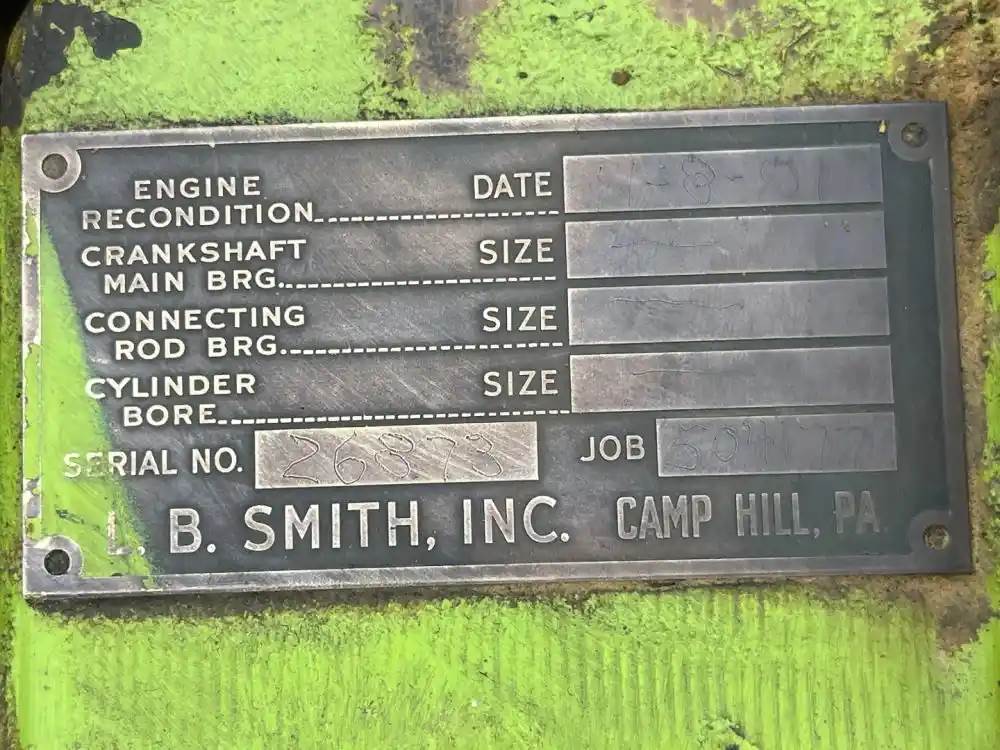 ENGINE DATE 1-8-51
RECONDITION
CRANKSHAFT SIZE
MAIN BRG.
CONNECTING SIZE
ROD BRG.
CYLINDER SIZE
BORE
SERIAL NO. 26873 JOB
L. B. SMITH, INC. CAMP HILL, PA